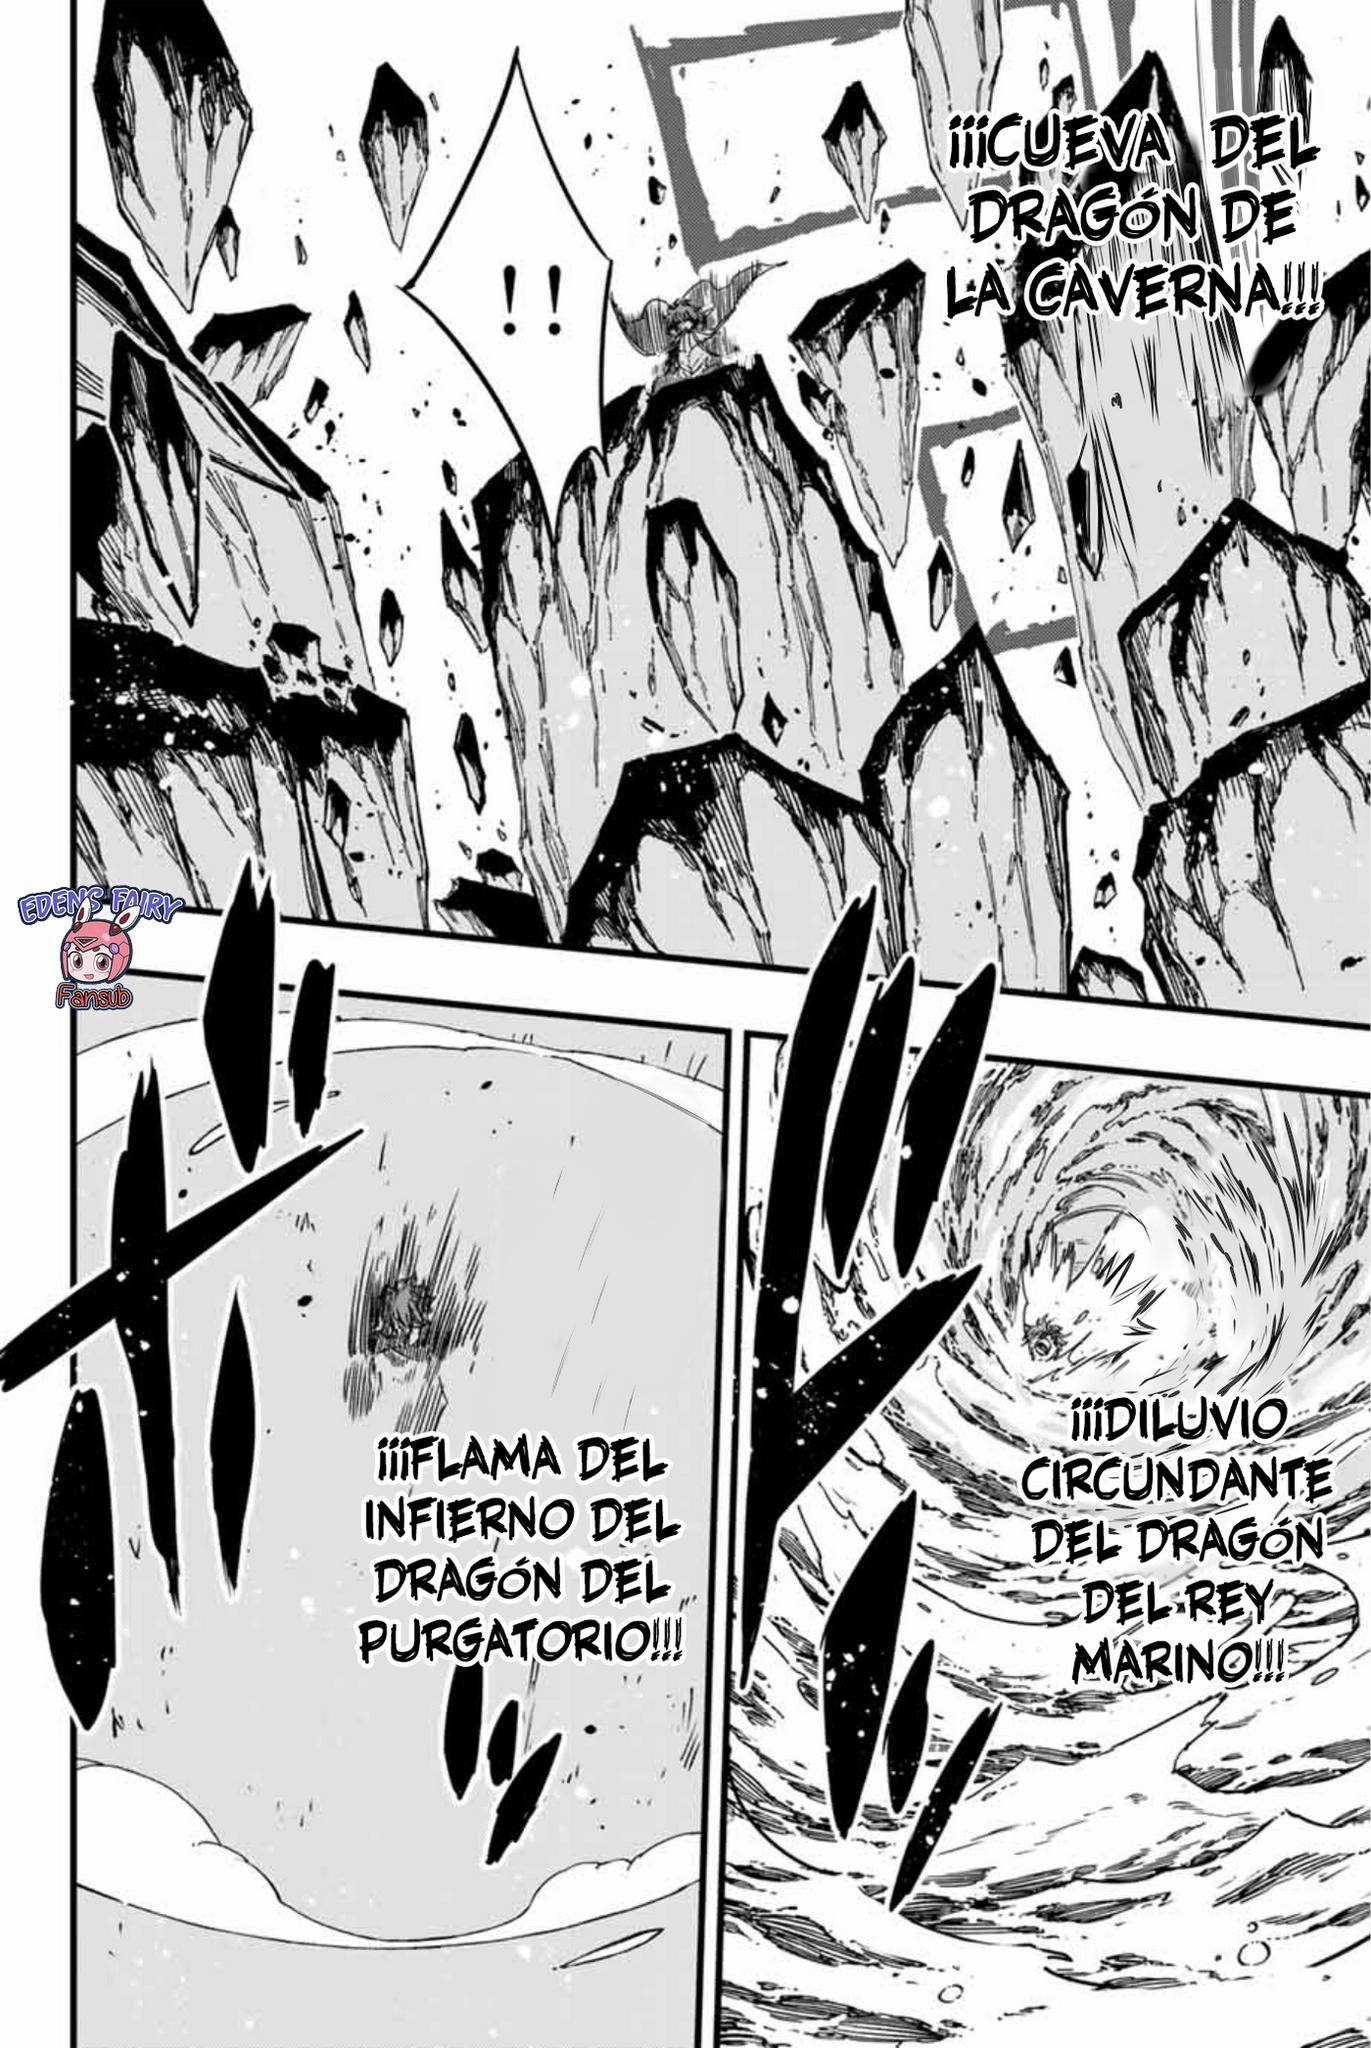 ¡¡¡CUEVA DEL
DRAGÓN DE
LA CAVERNA!!!
!!
EDENS FAIRY
Fansub
¡¡¡DILUVIO
CIRCUNDANTE
DEL DRAGÓN
DEL REY
MARINO!!!
¡¡¡FLAMA DEL
INFIERNO DEL
DRAGÓN DEL
PURGATORIO!!!